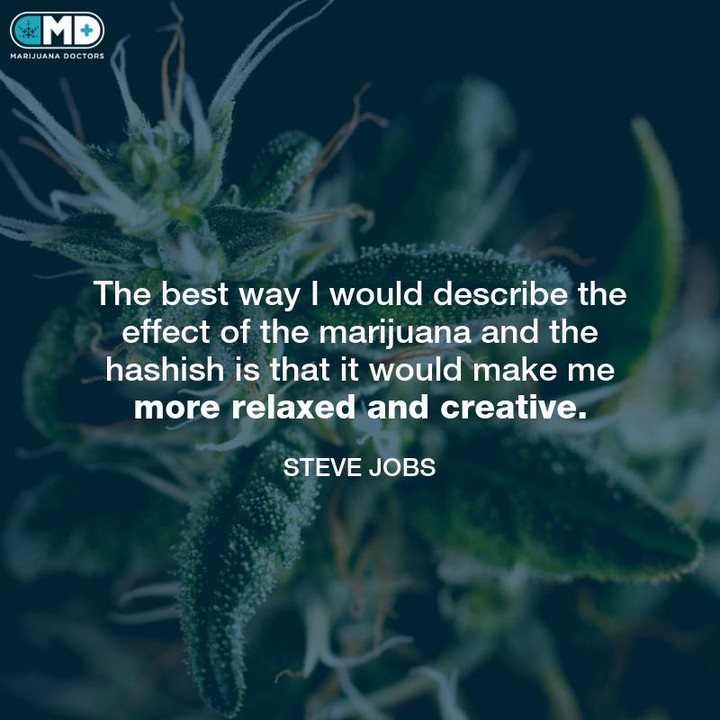 MD
MARIJUANA DOCTORS
The best way I would describe the
effect of the marijuana and the
hashish is that it would make me
more relaxed and creative.
STEVE JOBS